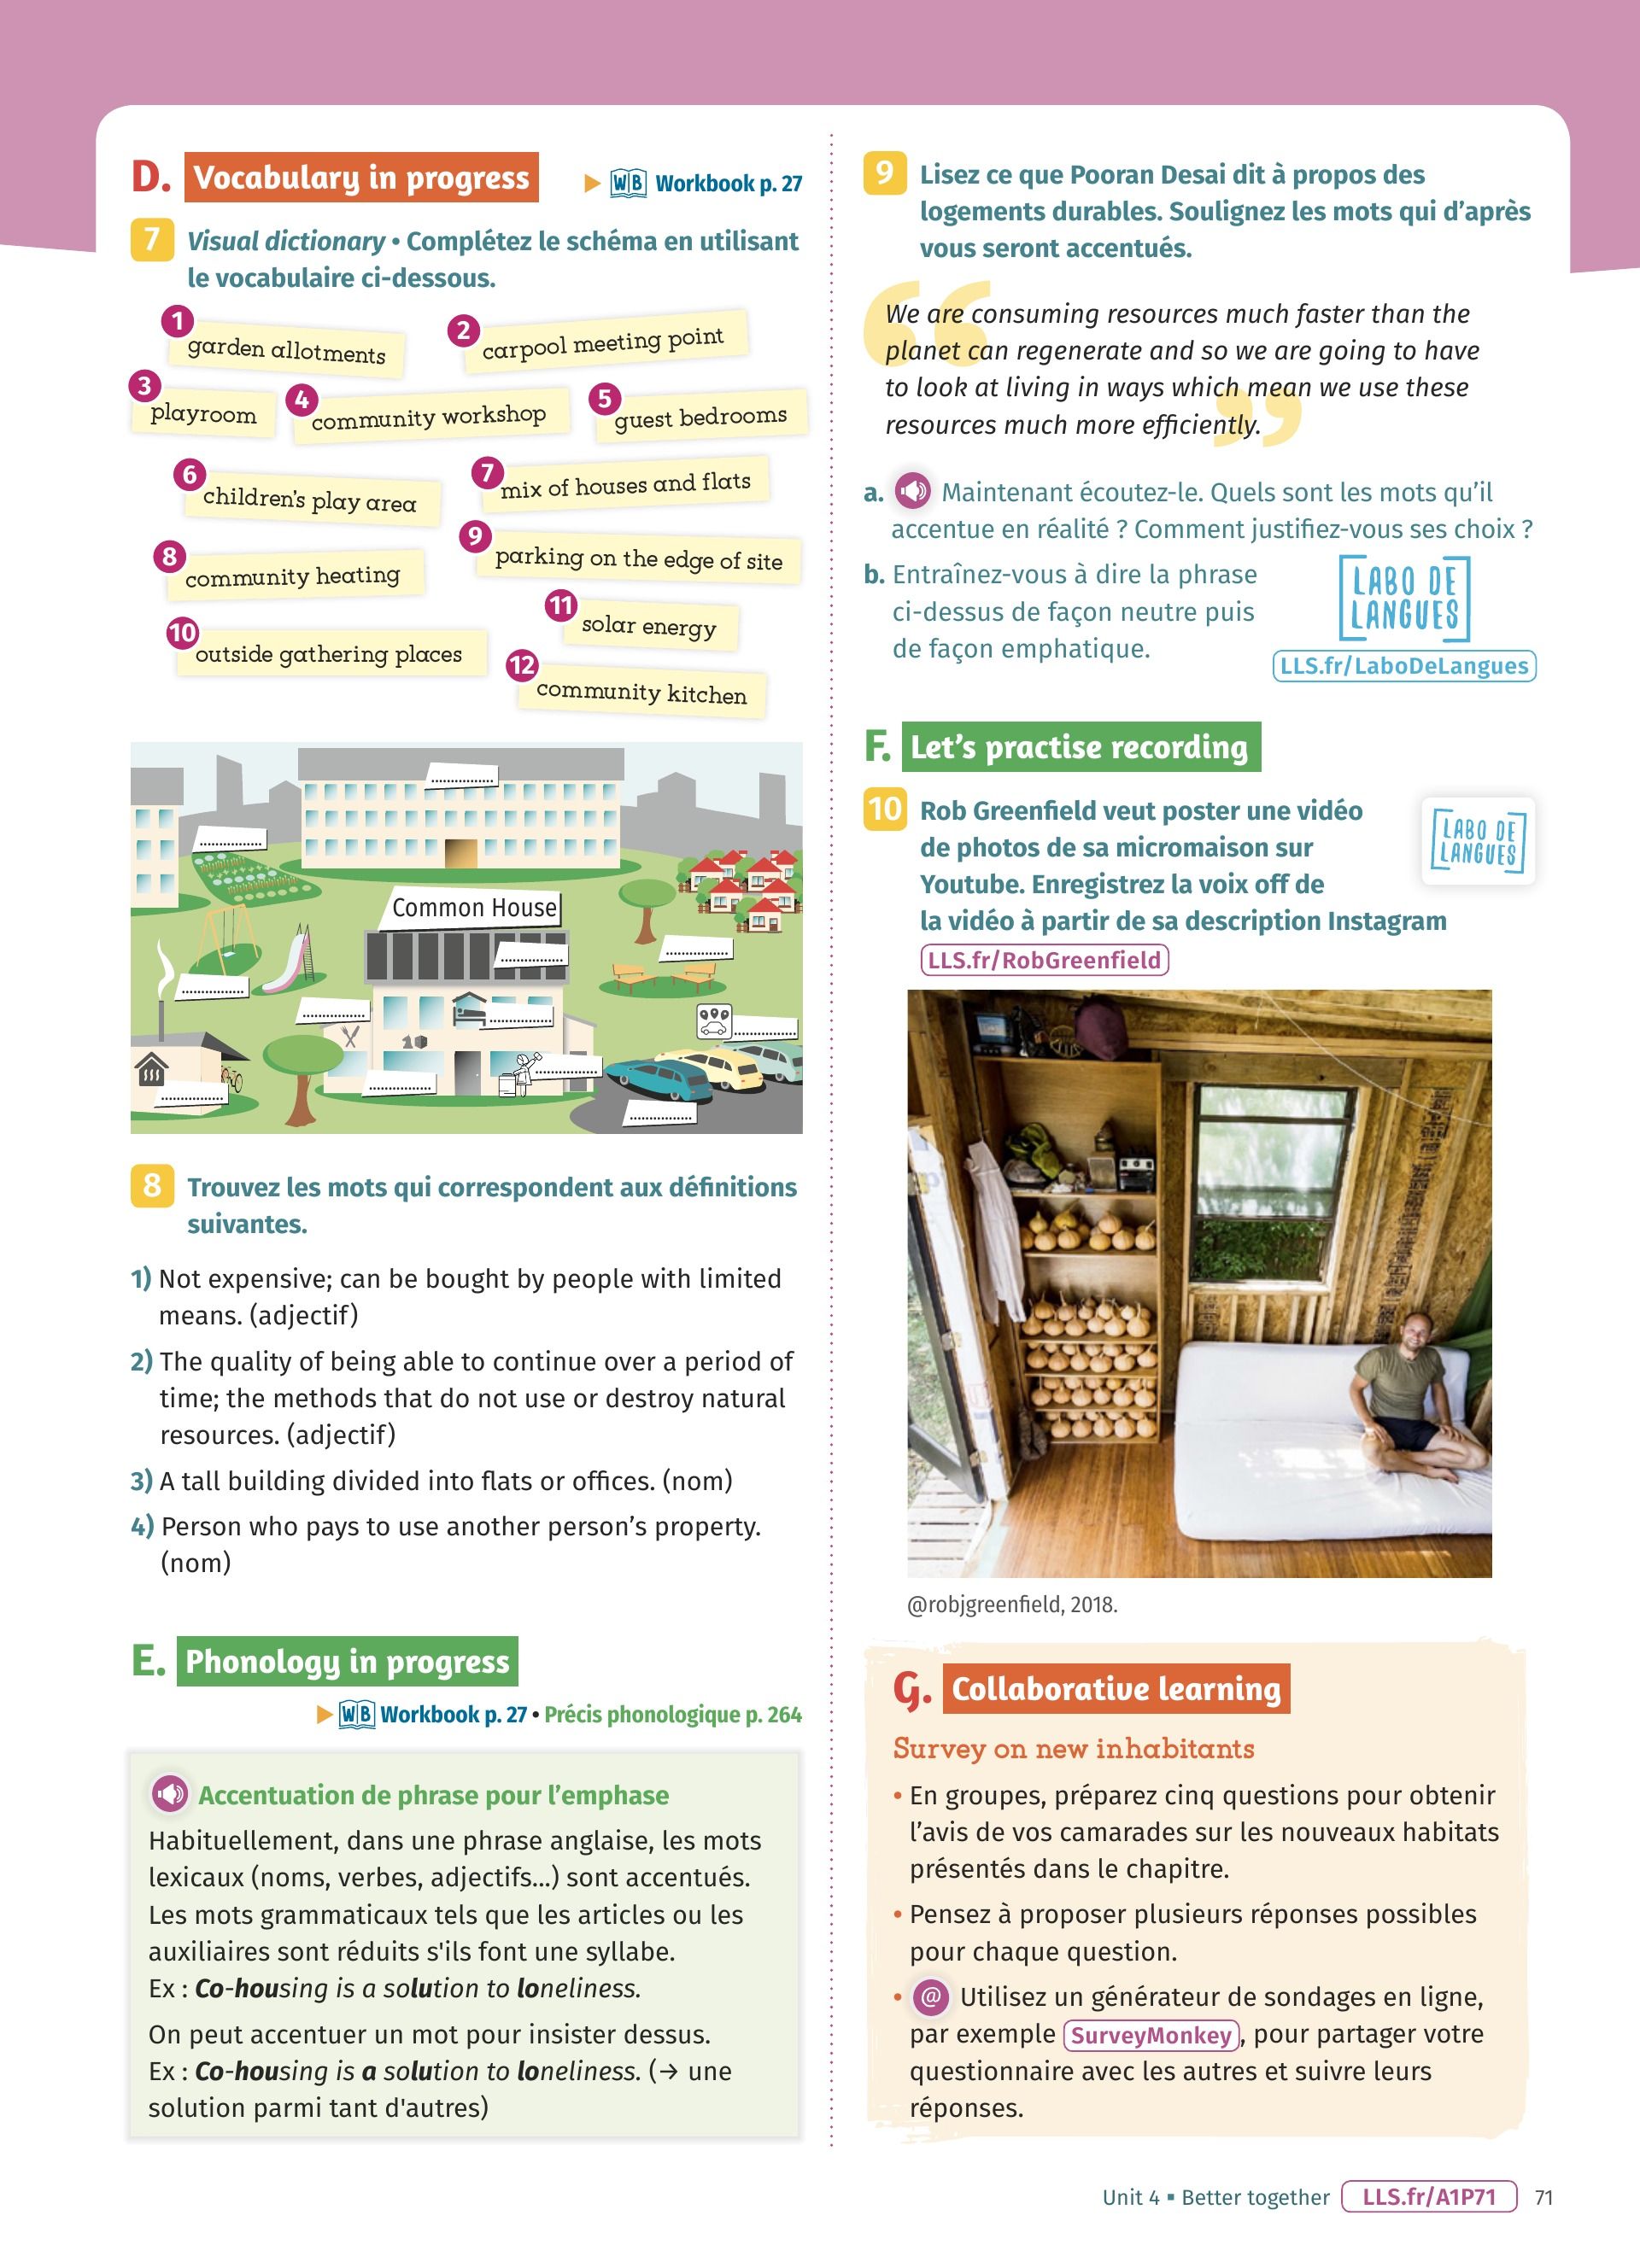 D. Vocabulary in progress
WB Workbook p. 27
7 Visual dictionary • Complétez le schéma en utilisant
le vocabulaire ci-dessous.
1 garden allotments
2 carpool meeting point
3 playroom
4 community workshop
5 guest bedrooms
6 children's play area
7 mix of houses and flats
8 community heating
9 parking on the edge of site
10 outside gathering places
11 solar energy
12 community kitchen
Common House
8 Trouvez les mots qui correspondent aux définitions
suivantes.
1) Not expensive; can be bought by people with limited
means. (adjectif)
2) The quality of being able to continue over a period of
time; the methods that do not use or destroy natural
resources. (adjectif)
3) A tall building divided into flats or offices. (nom)
4) Person who pays to use another person's property.
(nom)
E. Phonology in progress
WB Workbook p. 27 • Précis phonologique p. 264
Accentuation de phrase pour l'emphase
Habituellement, dans une phrase anglaise, les mots
lexicaux (noms, verbes, adjectifs...) sont accentués.
Les mots grammaticaux tels que les articles ou les
auxiliaires sont réduits s'ils font une syllabe.
Ex : Co-housing is a solution to loneliness.
On peut accentuer un mot pour insister dessus.
Ex : Co-housing is a solution to loneliness. (→ une
solution parmi tant d'autres)
9 Lisez ce que Pooran Desai dit à propos des
logements durables. Soulignez les mots qui d'après
vous seront accentués.
“ We are consuming resources much faster than the
planet can regenerate and so we are going to have
to look at living in ways which mean we use these
resources much more efficiently. ”
a. Maintenant écoutez-le. Quels sont les mots qu'il
accentue en réalité ? Comment justifiez-vous ses choix ?
b. Entraînez-vous à dire la phrase
ci-dessus de façon neutre puis
de façon emphatique.
LABO DE
LANGUES
LLS.fr/LaboDeLangues
F. Let's practise recording
10 Rob Greenfield veut poster une vidéo
de photos de sa micromaison sur
Youtube. Enregistrez la voix off de
la vidéo à partir de sa description Instagram
LLS.fr/RobGreenfield
LABO DE
LANGUES
@robjgreenfield, 2018.
G. Collaborative learning
Survey on new inhabitants
• En groupes, préparez cinq questions pour obtenir
l'avis de vos camarades sur les nouveaux habitats
présentés dans le chapitre.
• Pensez à proposer plusieurs réponses possibles
pour chaque question.
• @ Utilisez un générateur de sondages en ligne,
par exemple SurveyMonkey, pour partager votre
questionnaire avec les autres et suivre leurs
réponses.
Unit 4 ▪ Better together LLS.fr/A1P71 71